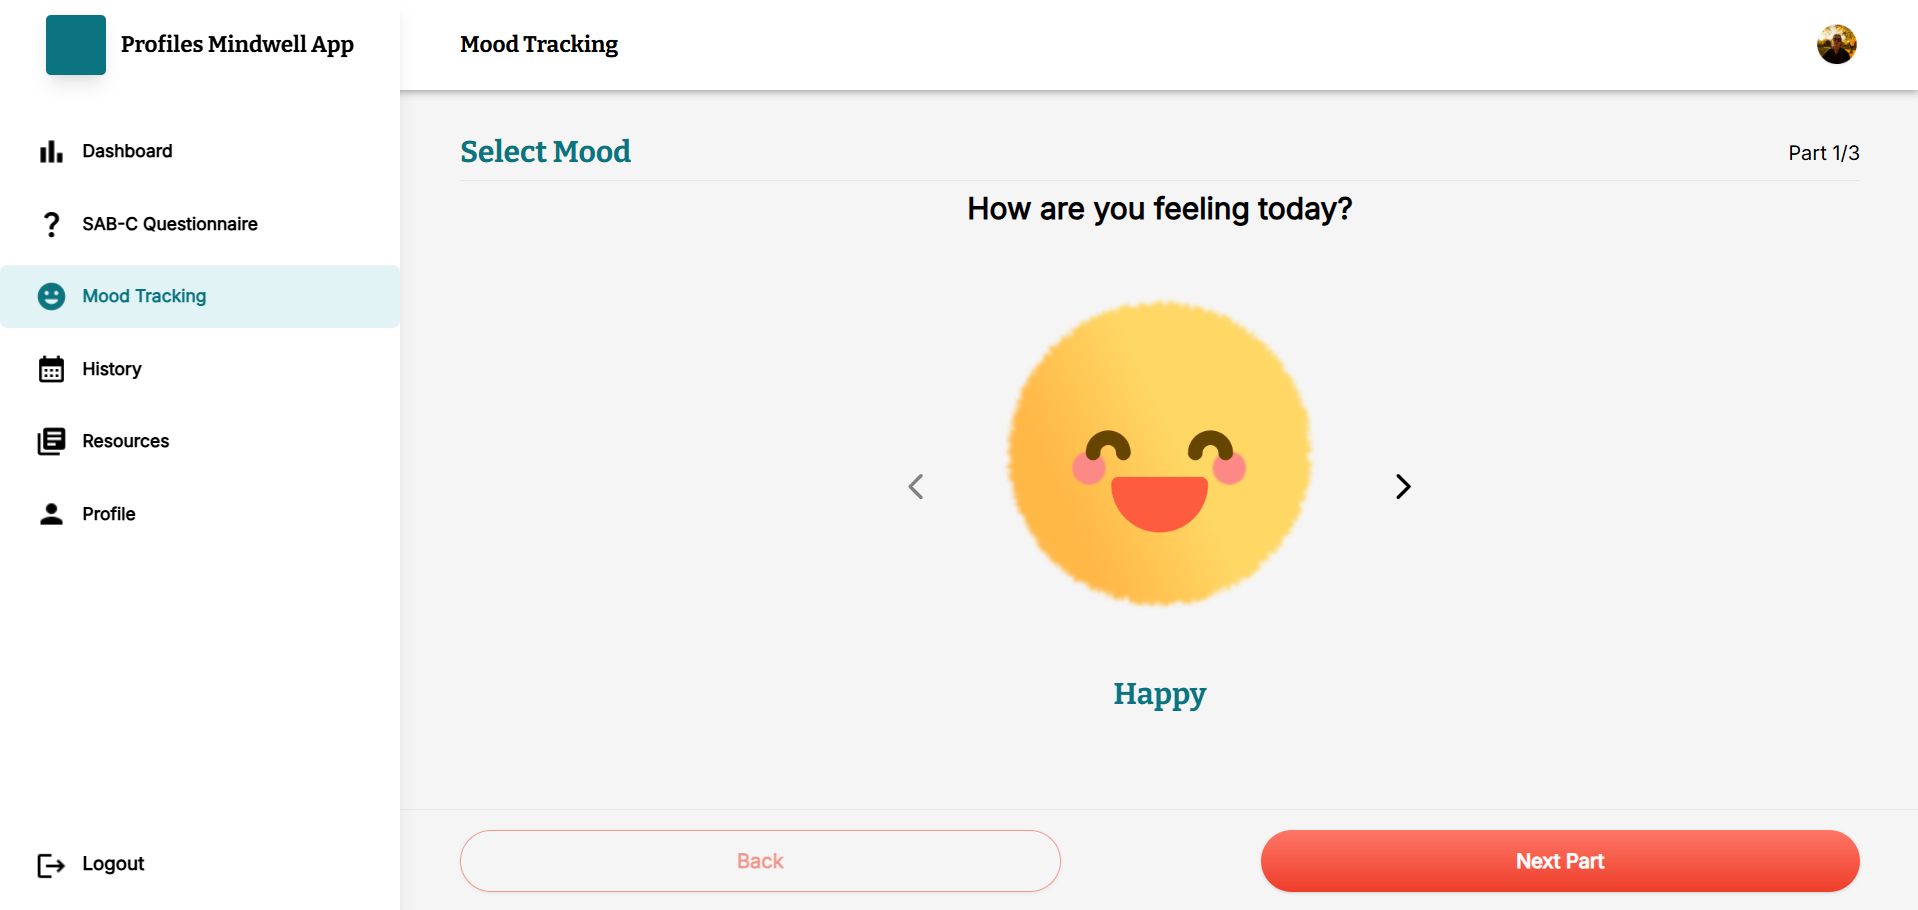 Profiles Mindwell App
Mood Tracking
Dashboard
SAB-C Questionnaire
Mood Tracking
History
Resources
Profile
Logout
Select Mood
Part 1/3
How are you feeling today?
Happy
Back
Next Part